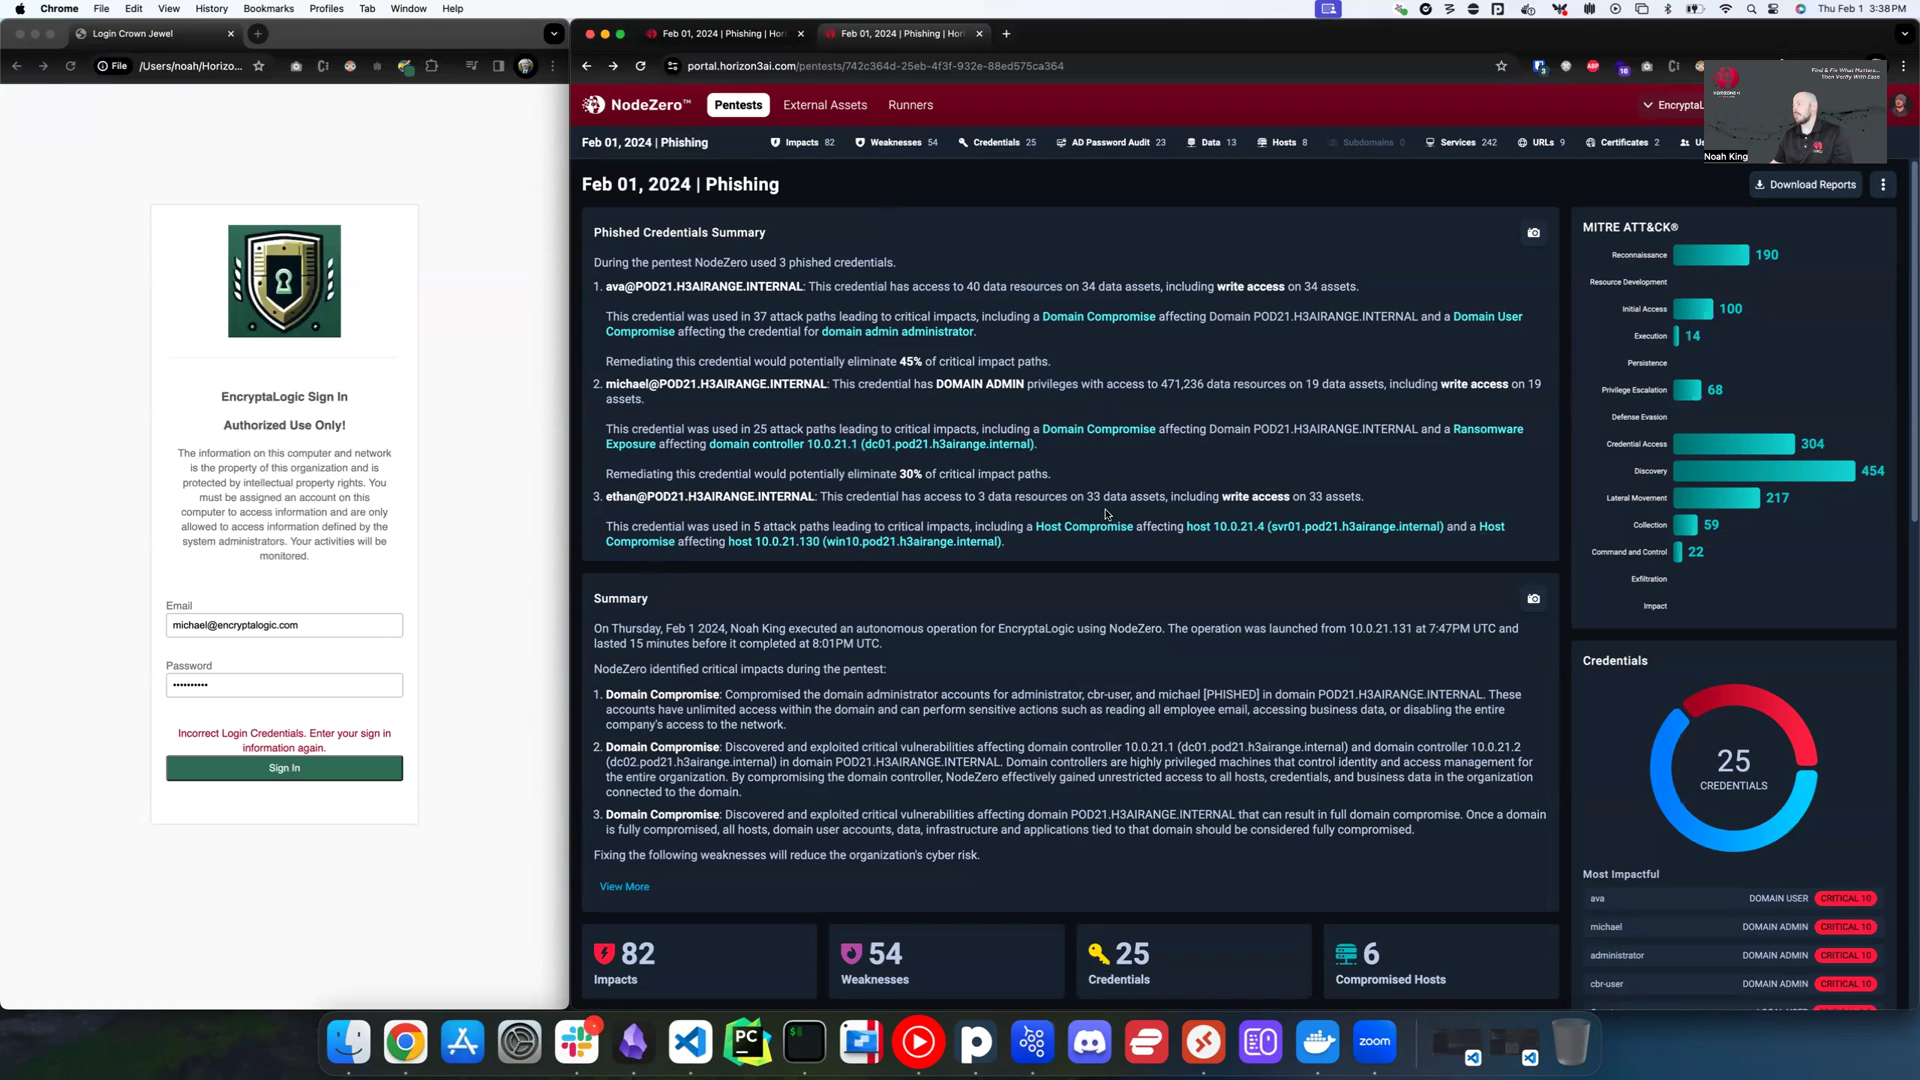 Chrome File Edit View History Bookmarks Profiles Tab Window Help
Thu Feb 1 3:38 PM
Login Crown Jewel
File /Users/noah/Horizo...
Feb 01, 2024 | Phishing | Hori
Feb 01, 2024 | Phishing | Hori
portal.horizon3ai.com/pentests/742c364d-25eb-4f3f-932e-88ed575ca364
NodeZero™ Pentests External Assets Runners
EncryptaL
Find & Fix What Matters...
Then Verify With Ease
Noah King
Feb 01, 2024 | Phishing Impacts 82 Weaknesses 54 Credentials 25 AD Password Audit 23 Data 13 Hosts 8 Subdomains 0 Services 242 URLs 9 Certificates 2
Feb 01, 2024 | Phishing
Download Reports
Phished Credentials Summary
During the pentest NodeZero used 3 phished credentials.
1. ava@POD21.H3AIRANGE.INTERNAL: This credential has access to 40 data resources on 34 data assets, including write access on 34 assets.
This credential was used in 37 attack paths leading to critical impacts, including a Domain Compromise affecting Domain POD21.H3AIRANGE.INTERNAL and a Domain User
Compromise affecting the credential for domain admin administrator.
Remediating this credential would potentially eliminate 45% of critical impact paths.
2. michael@POD21.H3AIRANGE.INTERNAL: This credential has DOMAIN ADMIN privileges with access to 471,236 data resources on 19 data assets, including write access on 19
assets.
This credential was used in 25 attack paths leading to critical impacts, including a Domain Compromise affecting Domain POD21.H3AIRANGE.INTERNAL and a Ransomware
Exposure affecting domain controller 10.0.21.1 (dc01.pod21.h3airange.internal).
Remediating this credential would potentially eliminate 30% of critical impact paths.
3. ethan@POD21.H3AIRANGE.INTERNAL: This credential has access to 3 data resources on 33 data assets, including write access on 33 assets.
This credential was used in 5 attack paths leading to critical impacts, including a Host Compromise affecting host 10.0.21.4 (svr01.pod21.h3airange.internal) and a Host
Compromise affecting host 10.0.21.130 (win10.pod21.h3airange.internal).
Summary
On Thursday, Feb 1 2024, Noah King executed an autonomous operation for EncryptaLogic using NodeZero. The operation was launched from 10.0.21.131 at 7:47PM UTC and
lasted 15 minutes before it completed at 8:01PM UTC.
NodeZero identified critical impacts during the pentest:
1. Domain Compromise: Compromised the domain administrator accounts for administrator, cbr-user, and michael [PHISHED] in domain POD21.H3AIRANGE.INTERNAL. These
accounts have unlimited access within the domain and can perform sensitive actions such as reading all employee email, accessing business data, or disabling the entire
company's access to the network.
2. Domain Compromise: Discovered and exploited critical vulnerabilities affecting domain controller 10.0.21.1 (dc01.pod21.h3airange.internal) and domain controller 10.0.21.2
(dc02.pod21.h3airange.internal) in domain POD21.H3AIRANGE.INTERNAL. Domain controllers are highly privileged machines that control identity and access management for
the entire organization. By compromising the domain controller, NodeZero effectively gained unrestricted access to all hosts, credentials, and business data in the organization
connected to the domain.
3. Domain Compromise: Discovered and exploited critical vulnerabilities affecting domain POD21.H3AIRANGE.INTERNAL that can result in full domain compromise. Once a domain
is fully compromised, all hosts, domain user accounts, data, infrastructure and applications tied to that domain should be considered fully compromised.
Fixing the following weaknesses will reduce the organization's cyber risk.
View More
82
Impacts
54
Weaknesses
25
Credentials
6
Compromised Hosts
MITRE ATT&CK®
Reconnaissance 190
Resource Development
Initial Access 100
Execution 14
Persistence
Privilege Escalation 68
Defense Evasion
Credential Access 304
Discovery 454
Lateral Movement 217
Collection 59
Command and Control 22
Exfiltration
Impact
Credentials
25
CREDENTIALS
Most Impactful
ava DOMAIN USER CRITICAL 10
michael DOMAIN ADMIN CRITICAL 10
administrator DOMAIN ADMIN CRITICAL 10
cbr-user DOMAIN ADMIN CRITICAL 10
EncryptaLogic Sign In
Authorized Use Only!
The information on this computer and network
is the property of this organization and is
protected by intellectual property rights. You
must be assigned an account on this
computer to access information and are only
allowed to access information defined by the
system administrators. Your activities will be
monitored.
Email
michael@encryptalogic.com
Password
••••••••••
Incorrect Login Credentials. Enter your sign in
information again.
Sign In
PC
zoom